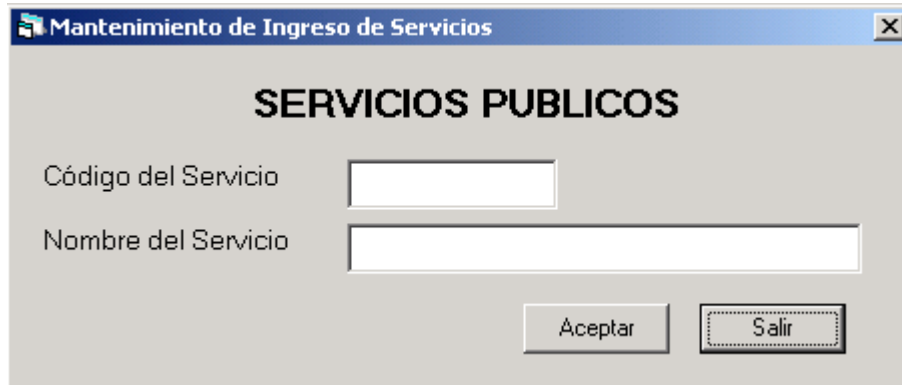 Mantenimiento de Ingreso de Servicios
SERVICIOS PUBLICOS
Código del Servicio
Nombre del Servicio
Aceptar Salir